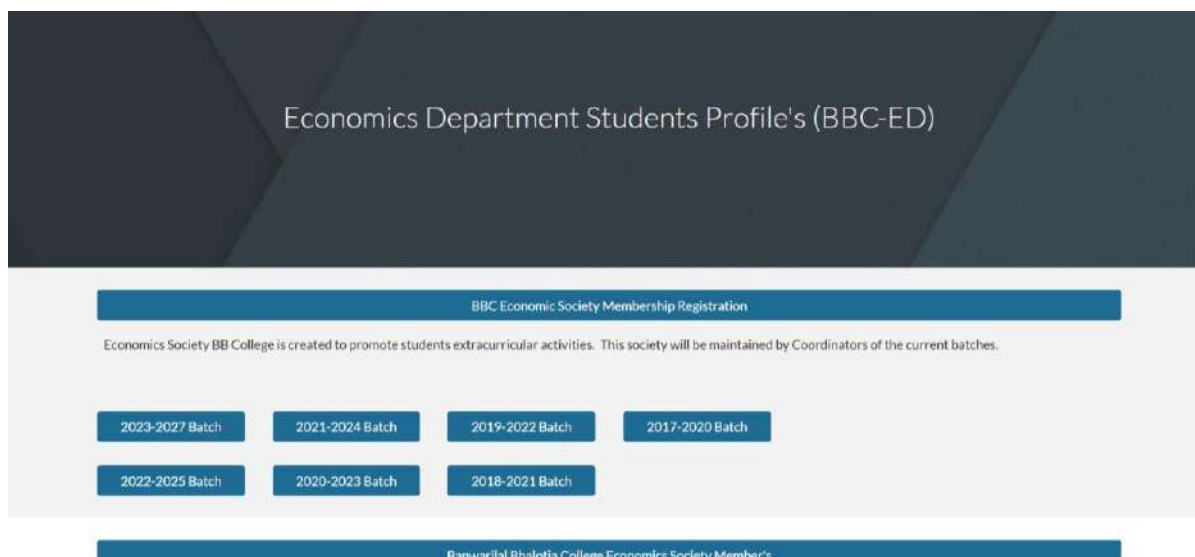 Economics Department Students Profile's (BBC-ED)
BBC Economic Society Membership Registration
Economics Society BB College is created to promote students extracurricular activities. This society will be maintained by Coordinators of the current batches.
2023-2027 Batch 2021-2024 Batch 2019-2022 Batch 2017-2020 Batch
2022-2025 Batch 2020-2023 Batch 2018-2021 Batch
Banwarilal Bhalotia College Economics Society Member's